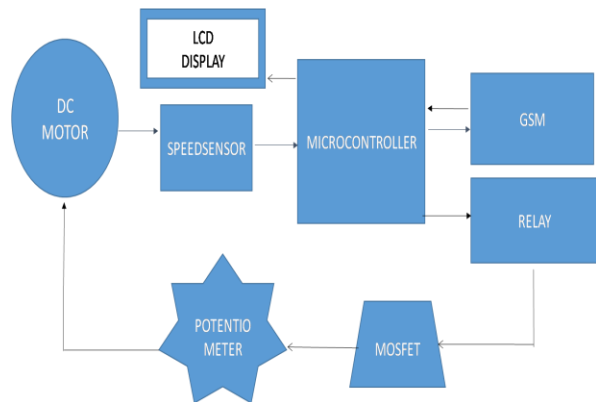 LCD
DISPLAY
DC
MOTOR
SPEEDSENSOR
MICROCONTROLLER
GSM
RELAY
POTENTIO
METER
MOSFET